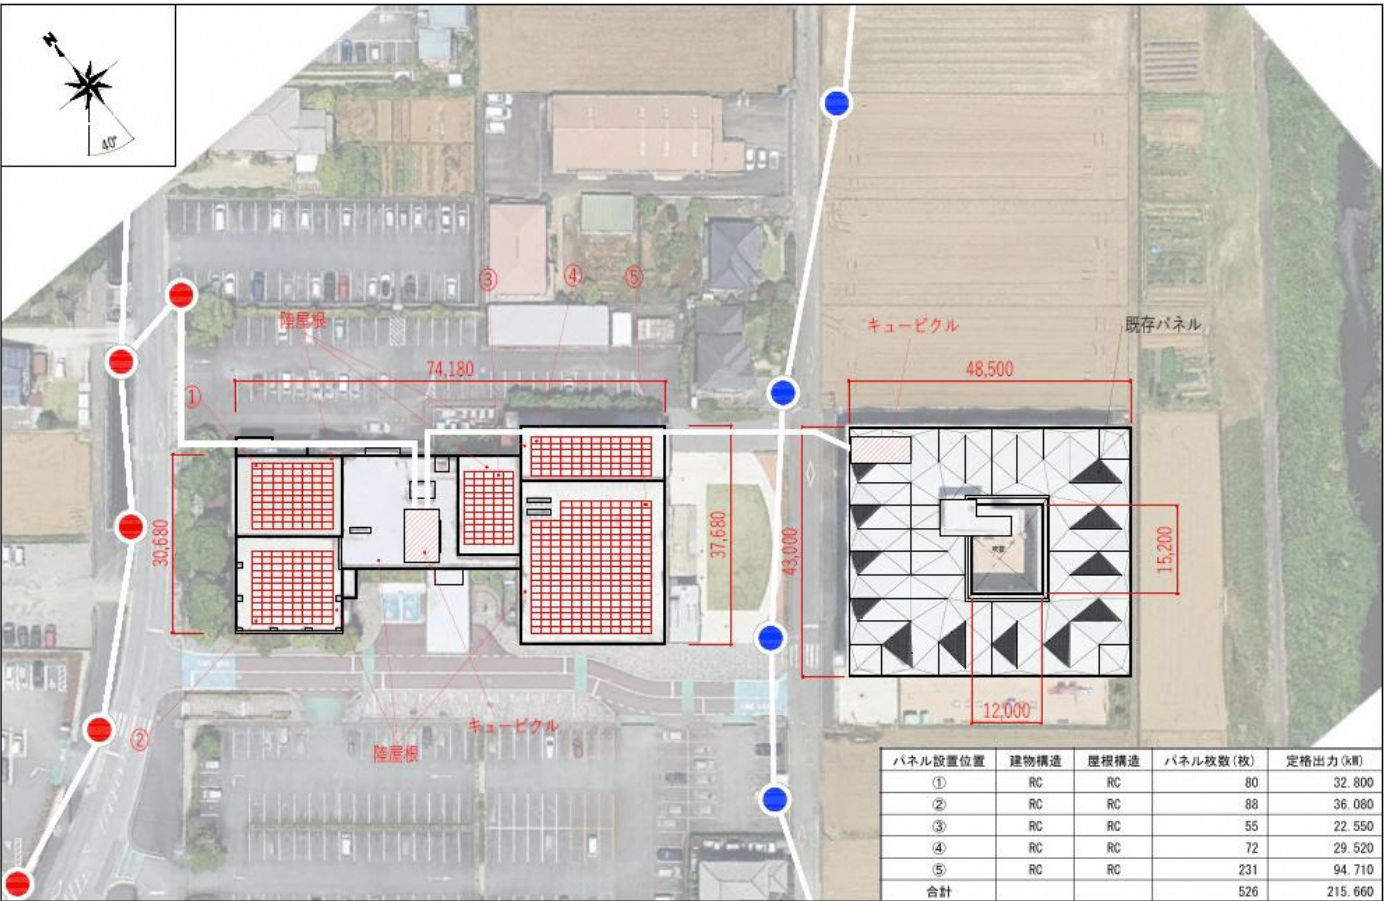 N
40°
③
④
⑤
陸屋根
キュービクル
既存パネル
74,180
48,500
①
30,680
37,680
43,000
15,200
12,000
②
陸屋根
キュービクル
パネル設置位置 建物構造 屋根構造 パネル枚数(枚) 定格出力(kW)
① RC RC 80 32.800
② RC RC 88 36.080
③ RC RC 55 22.550
④ RC RC 72 29.520
⑤ RC RC 231 94.710
合計 526 215.660